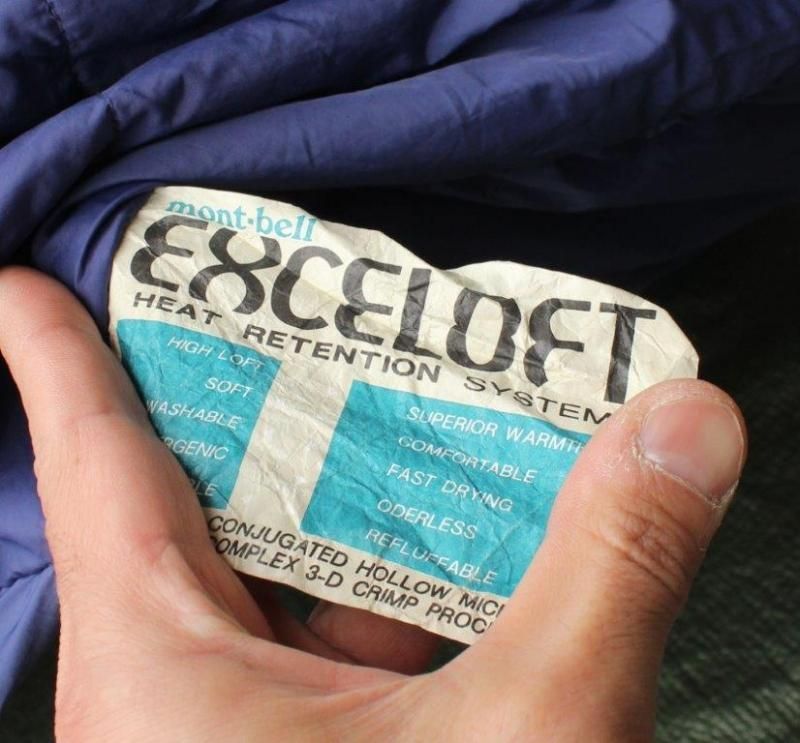 mont·bell
EXCELOFT
HEAT RETENTION SYSTEM
HIGH LOFT
SOFT
WASHABLE
SUPERIOR WARMTH
COMFORTABLE
FAST DRYING
ODERLESS
REFLUFFABLE
CONJUGATED HOLLOW
COMPLEX 3-D CRIMP